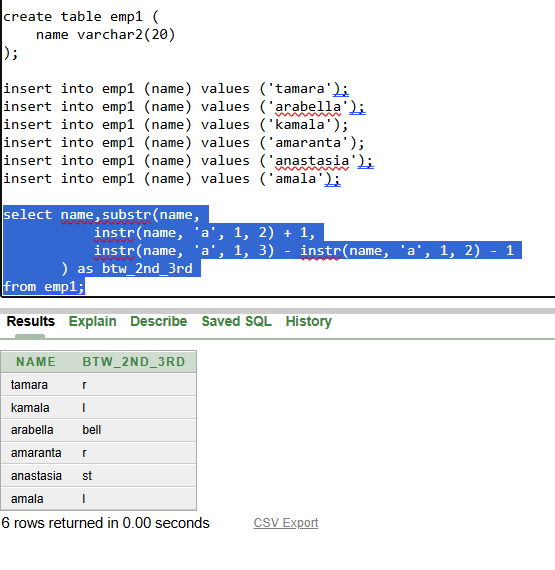 create table emp1 (
    name varchar2(20)
);

insert into emp1 (name) values ('tamara');
insert into emp1 (name) values ('arabella');
insert into emp1 (name) values ('kamala');
insert into emp1 (name) values ('amaranta');
insert into emp1 (name) values ('anastasia');
insert into emp1 (name) values ('amala');

select name,substr(name,
           instr(name, 'a', 1, 2) + 1,
           instr(name, 'a', 1, 3) - instr(name, 'a', 1, 2) - 1
       ) as btw_2nd_3rd
from emp1;
Results Explain Describe Saved SQL History
NAME BTW_2ND_3RD
tamara r
kamala l
arabella bell
amaranta r
anastasia st
amala l
6 rows returned in 0.00 seconds CSV Export